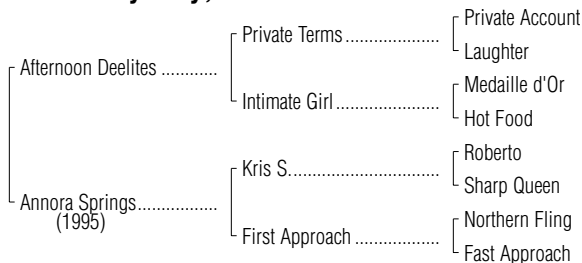 Private Account
Private Terms ....................
Laughter
Afternoon Deelites ............
Medaille d'Or
Intimate Girl ......................
Hot Food
Roberto
Kris S. ................................
Sharp Queen
Annora Springs .................
(1995)
Northern Fling
First Approach ..................
Fast Approach